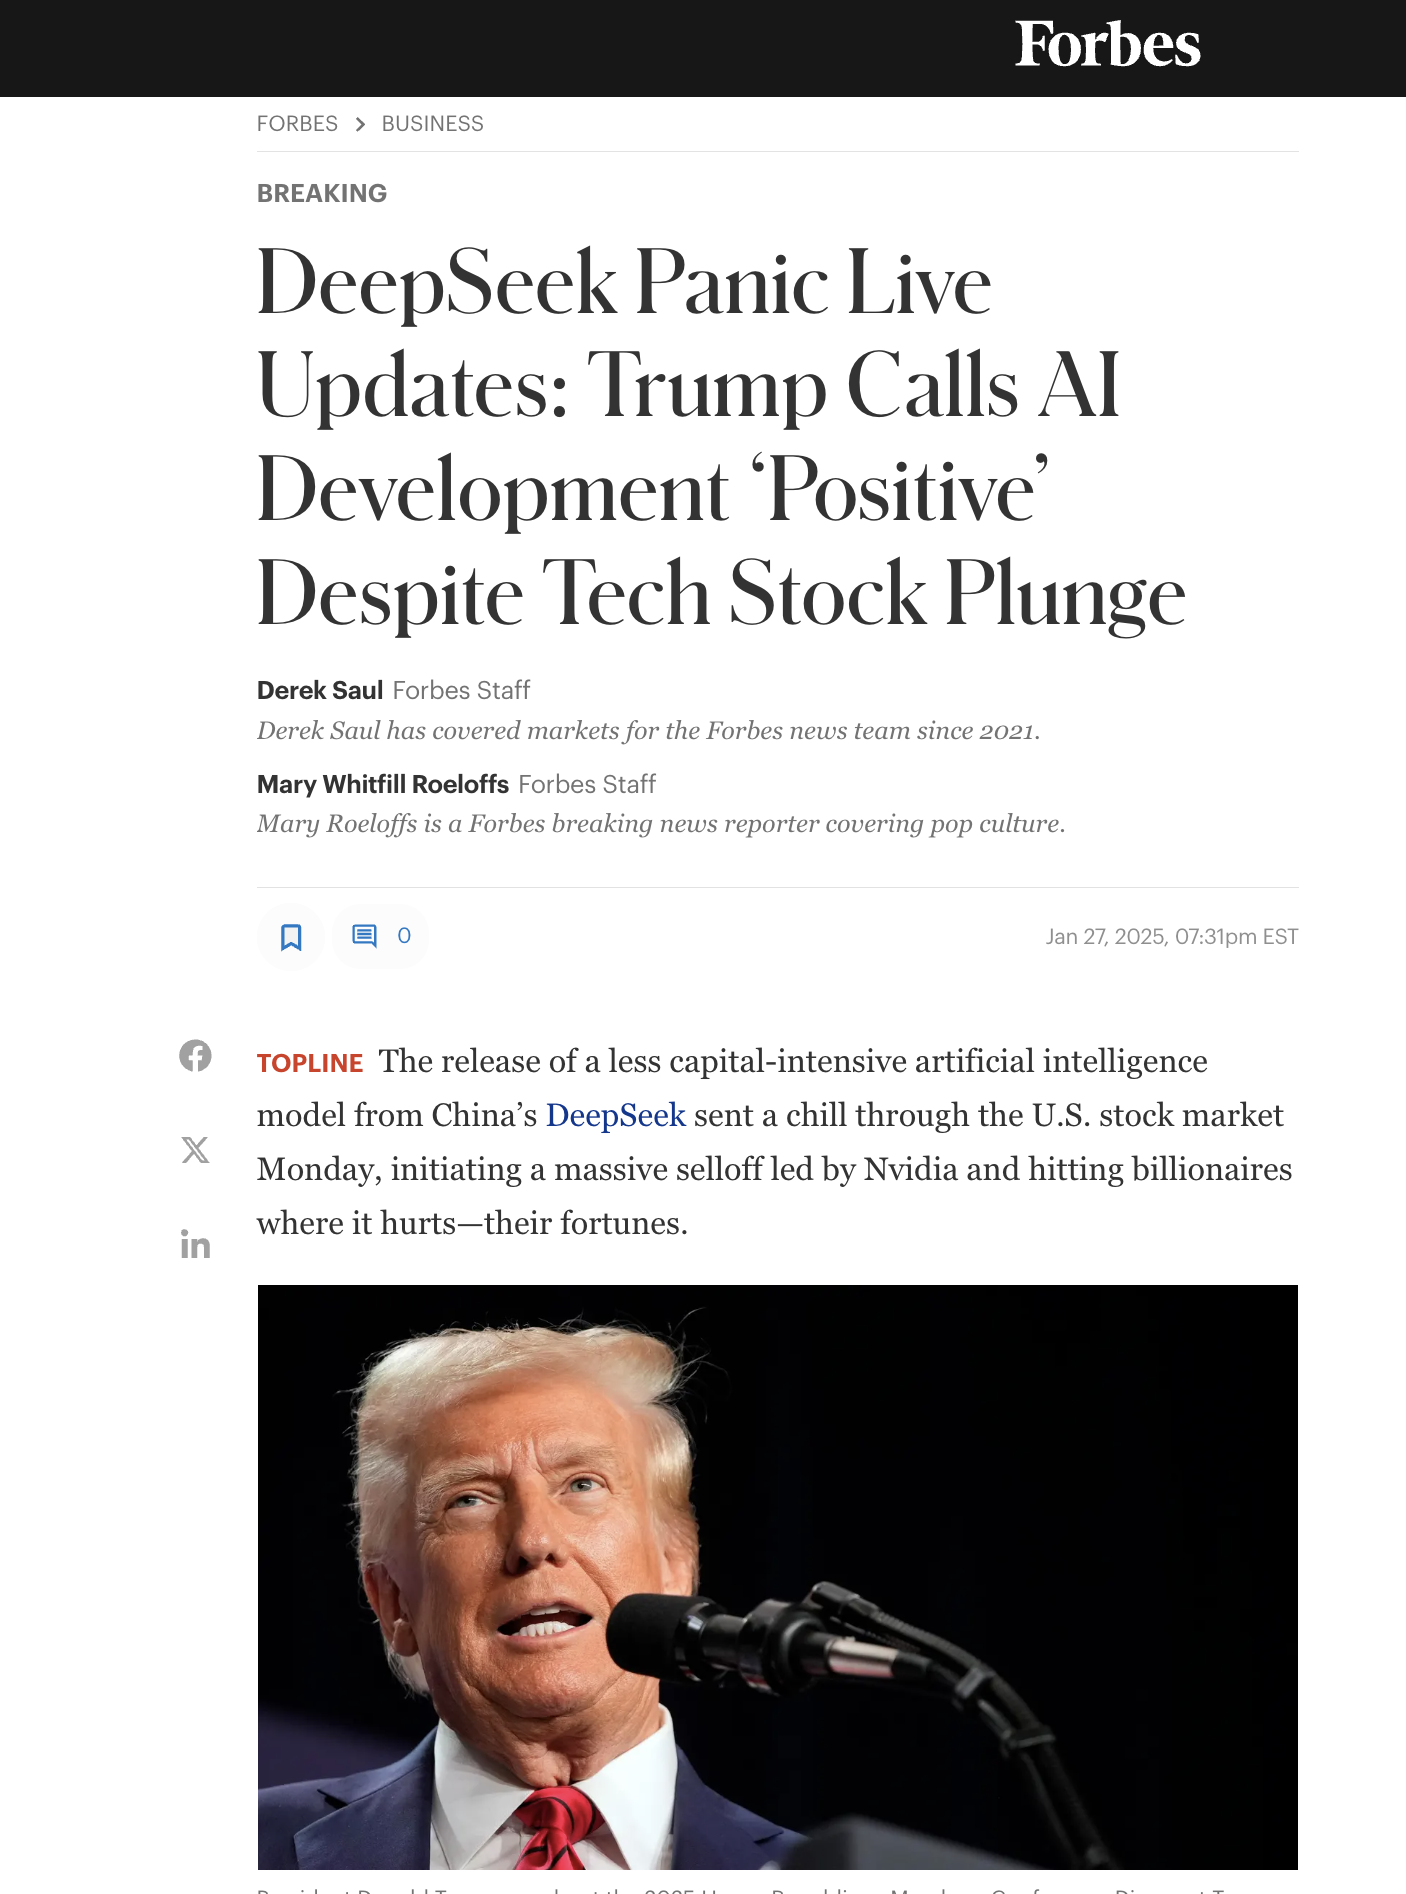 Forbes
FORBES > BUSINESS
BREAKING
DeepSeek Panic Live
Updates: Trump Calls AI
Development ‘Positive’
Despite Tech Stock Plunge
Derek Saul Forbes Staff
Derek Saul has covered markets for the Forbes news team since 2021.
Mary Whitfill Roeloffs Forbes Staff
Mary Roeloffs is a Forbes breaking news reporter covering pop culture.
0
Jan 27, 2025, 07:31pm EST
TOPLINE The release of a less capital-intensive artificial intelligence
model from China’s DeepSeek sent a chill through the U.S. stock market
Monday, initiating a massive selloff led by Nvidia and hitting billionaires
where it hurts—their fortunes.